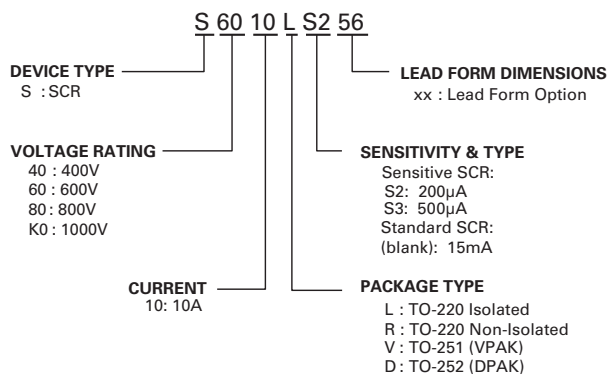 S 60 10 L S2 56
DEVICE TYPE
S : SCR
VOLTAGE RATING
40 : 400V
60 : 600V
80 : 800V
K0 : 1000V
CURRENT
10: 10A
LEAD FORM DIMENSIONS
xx : Lead Form Option
SENSITIVITY & TYPE
Sensitive SCR:
S2: 200µA
S3: 500µA
Standard SCR:
(blank): 15mA
PACKAGE TYPE
L : TO-220 Isolated
R : TO-220 Non-Isolated
V : TO-251 (VPAK)
D : TO-252 (DPAK)